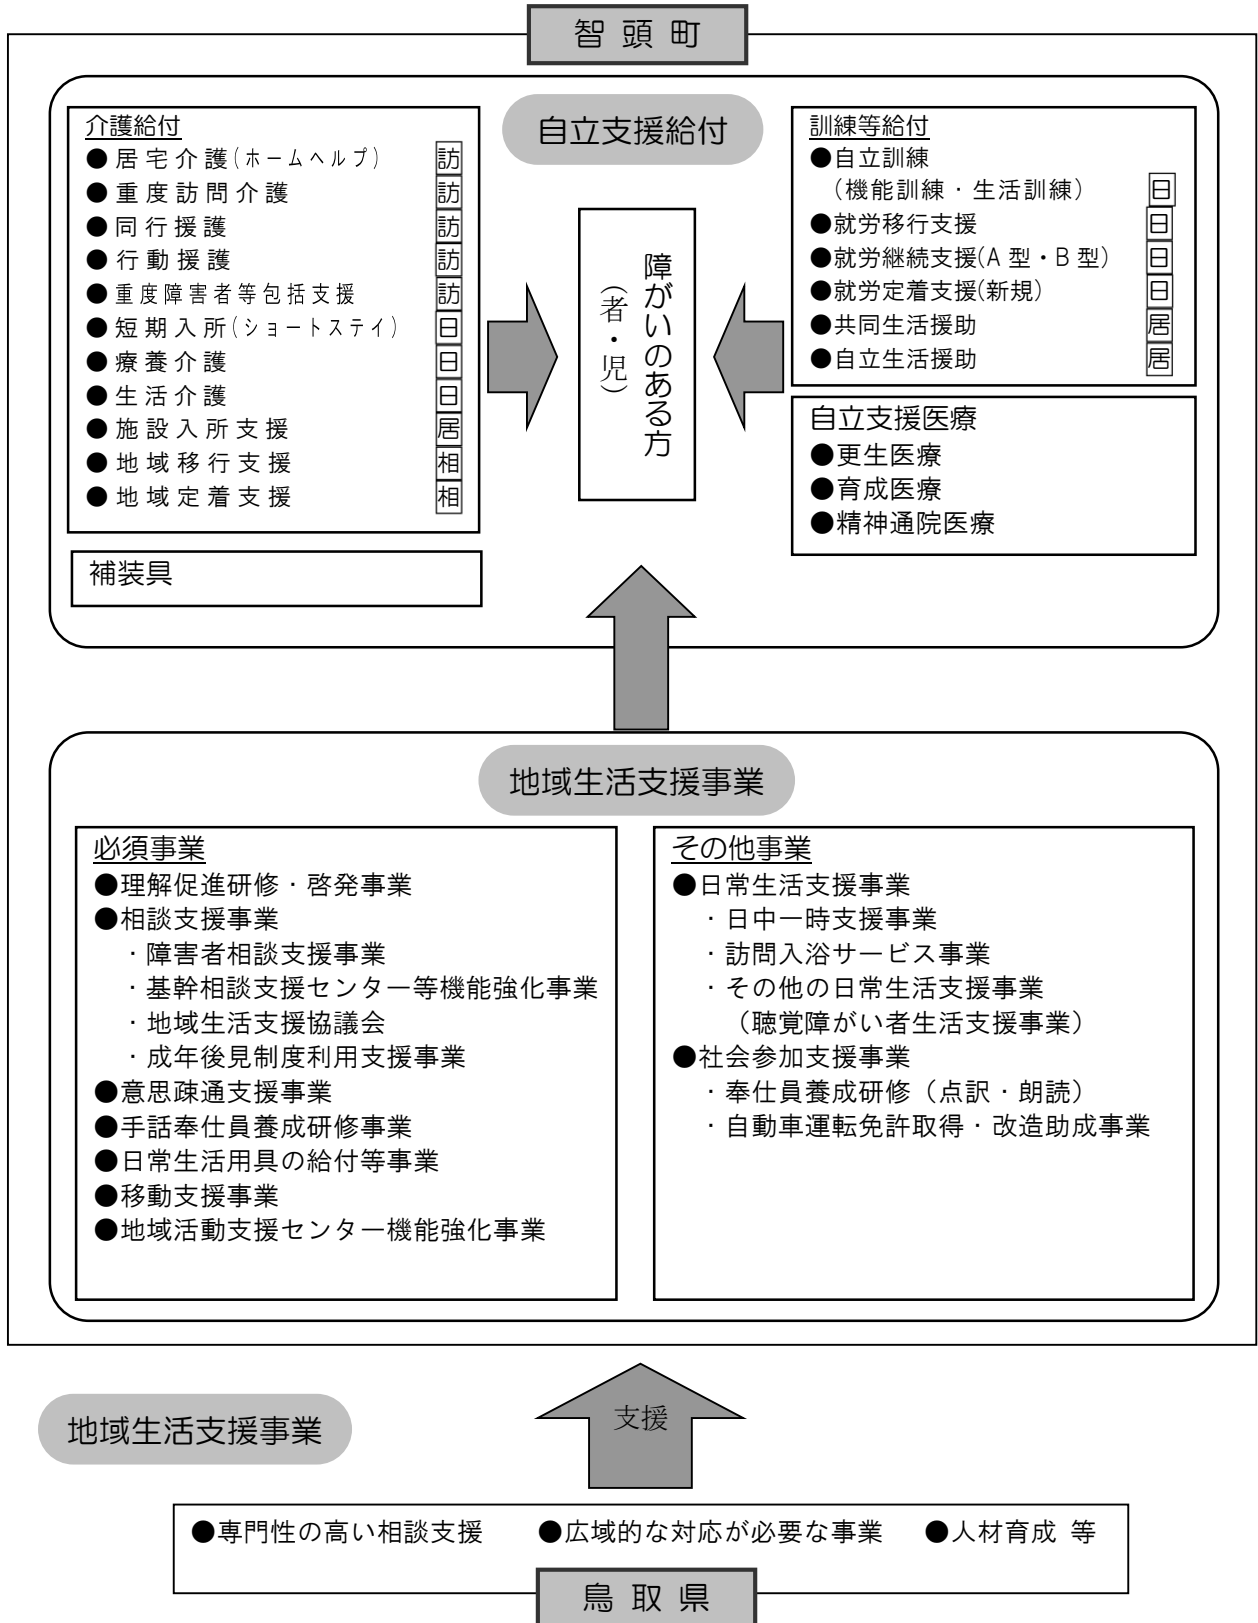 智頭町
自立支援給付
介護給付
●居宅介護(ホームヘルプ) 訪
●重度訪問介護 訪
●同行援護 訪
●行動援護 訪
●重度障害者等包括支援 訪
●短期入所(ショートステイ) 日
●療養介護 日
●生活介護 日
●施設入所支援 居
●地域移行支援 相
●地域定着支援 相
補装具
障がいのある方
(者・児)
訓練等給付
●自立訓練
(機能訓練・生活訓練) 日
●就労移行支援 日
●就労継続支援(A型・B型) 日
●就労定着支援(新規) 日
●共同生活援助 居
●自立生活援助 居
自立支援医療
●更生医療
●育成医療
●精神通院医療
地域生活支援事業
必須事業
●理解促進研修・啓発事業
●相談支援事業
・障害者相談支援事業
・基幹相談支援センター等機能強化事業
・地域生活支援協議会
・成年後見制度利用支援事業
●意思疎通支援事業
●手話奉仕員養成研修事業
●日常生活用具の給付等事業
●移動支援事業
●地域活動支援センター機能強化事業
その他事業
●日常生活支援事業
・日中一時支援事業
・訪問入浴サービス事業
・その他の日常生活支援事業
(聴覚障がい者生活支援事業)
●社会参加支援事業
・奉仕員養成研修(点訳・朗読)
・自動車運転免許取得・改造助成事業
地域生活支援事業
支援
●専門性の高い相談支援 ●広域的な対応が必要な事業 ●人材育成 等
鳥取県